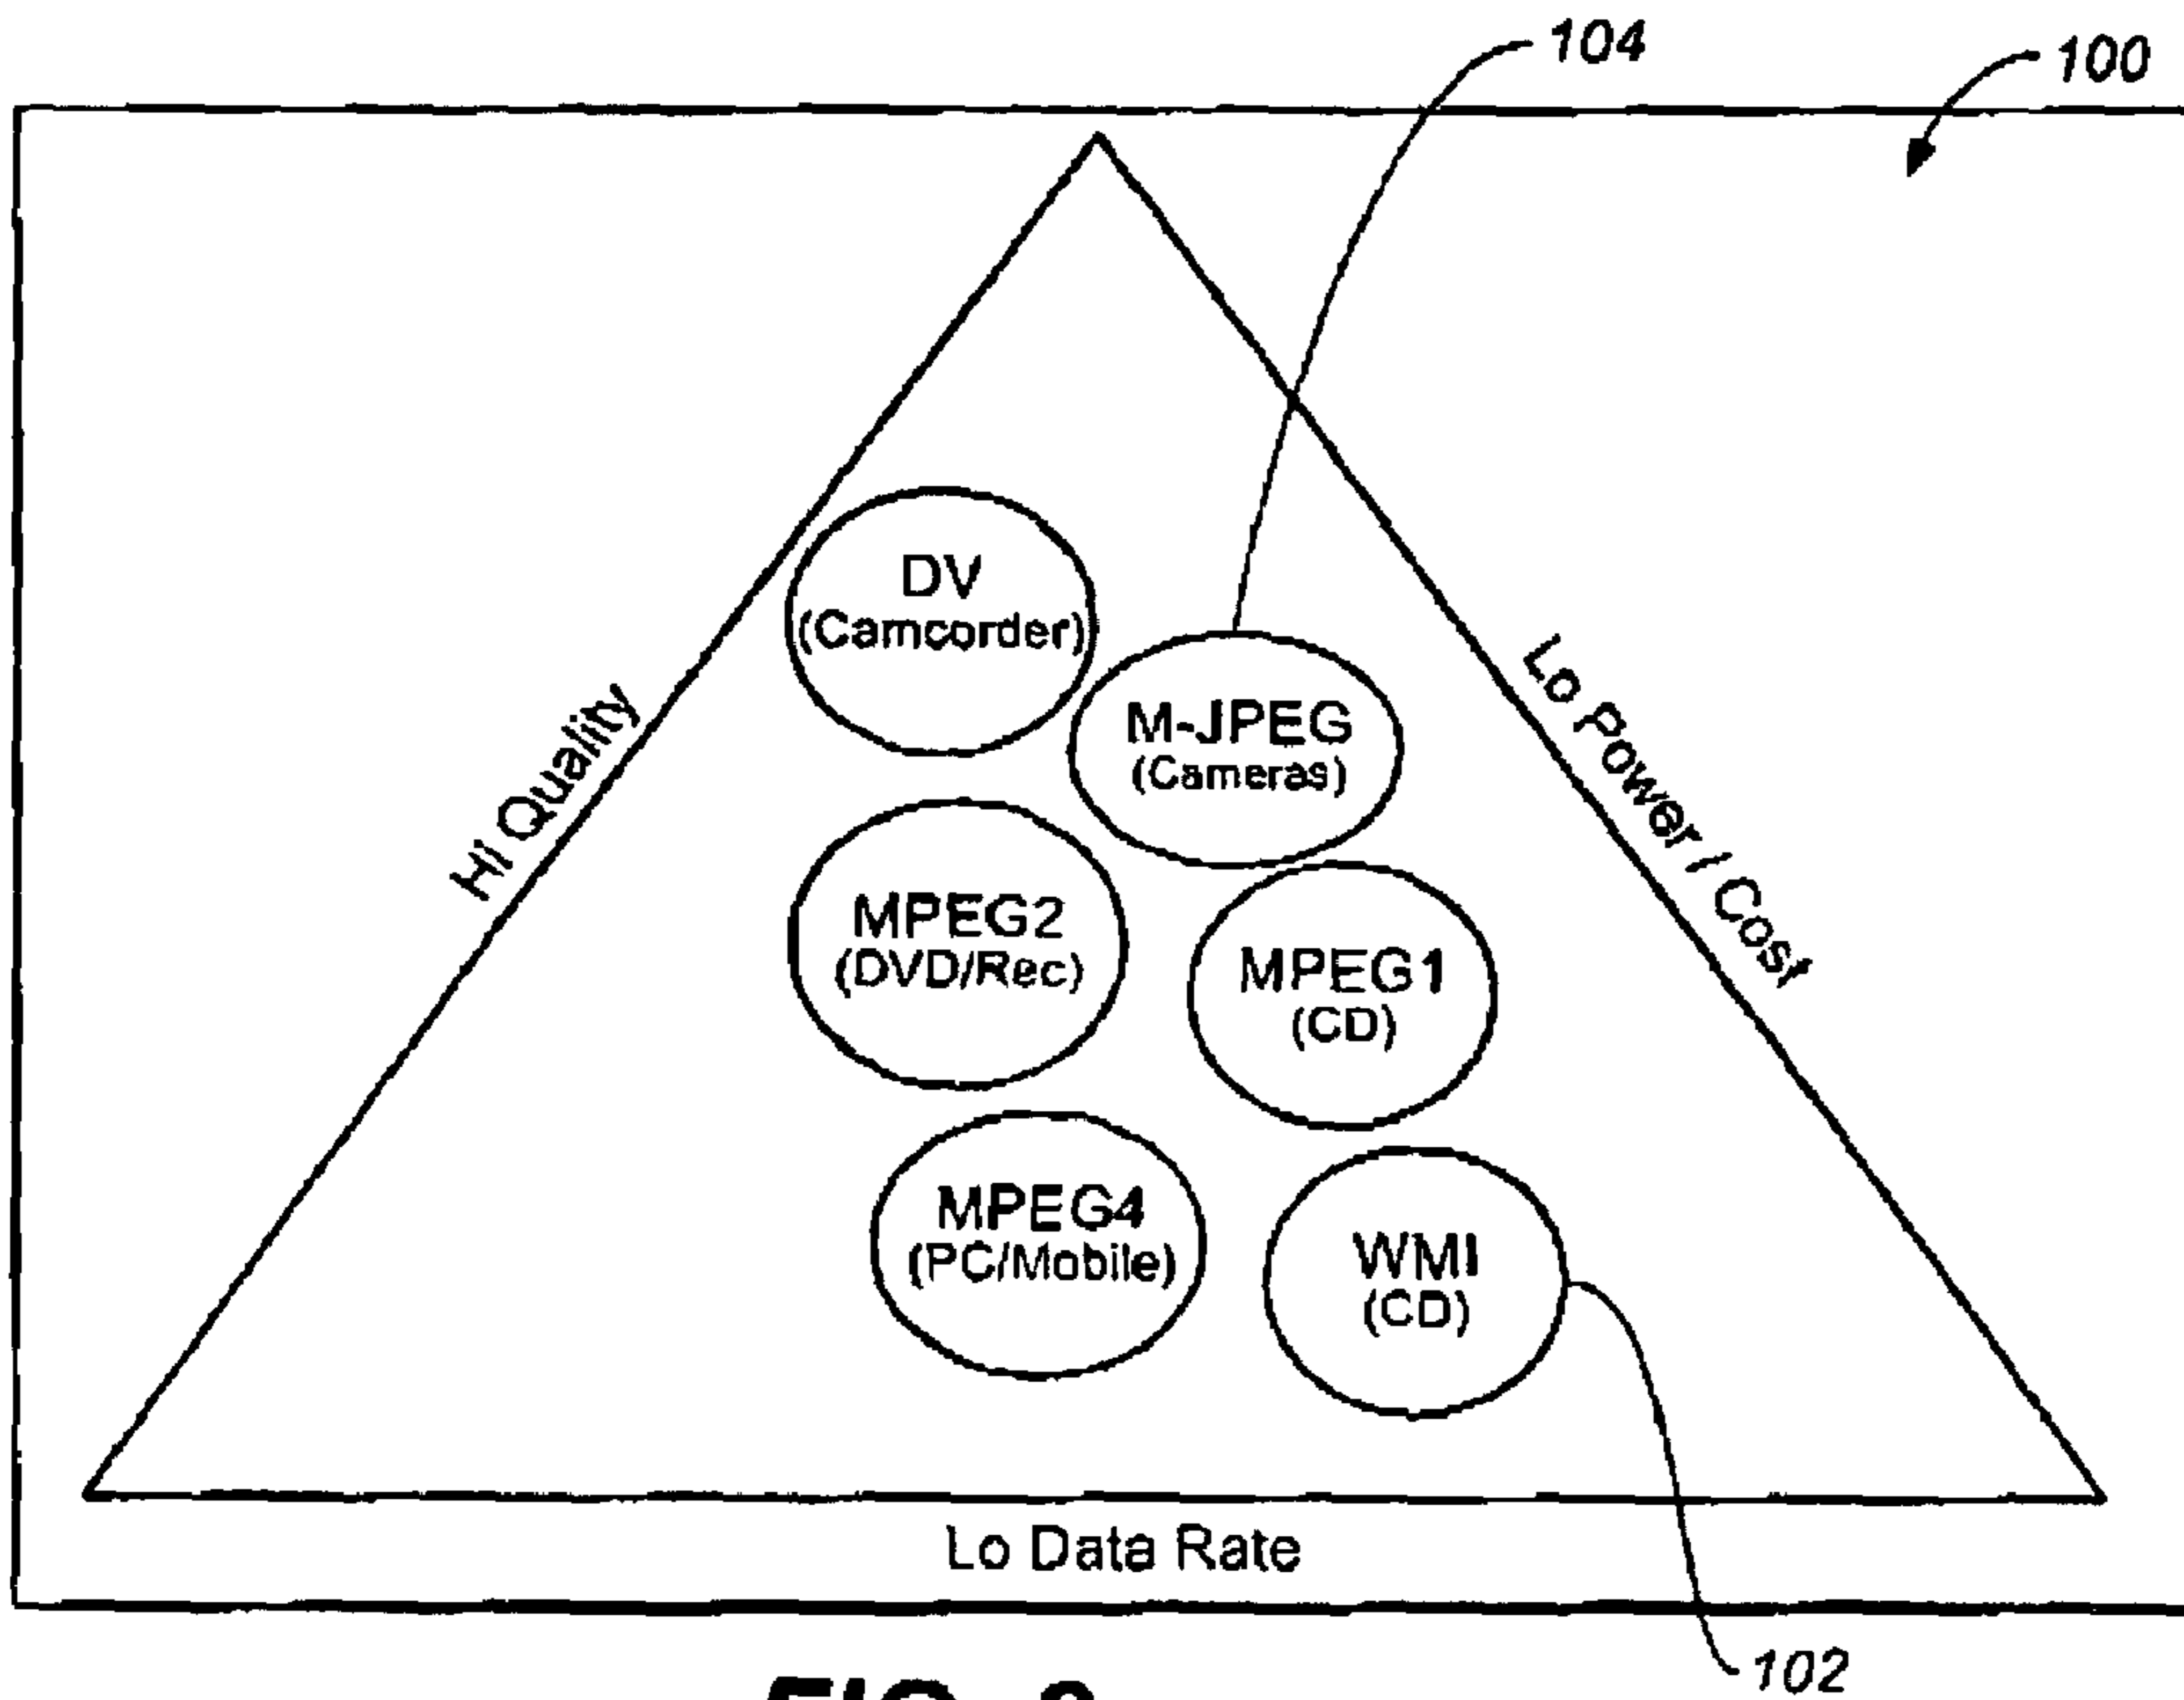 104
100
DV
(Camcorder)
M-JPEG
(Cameras)
Hi Quality
Lo Power / Cost
MPEG2
(DVD/Rec)
MPEG1
(CD)
MPEG4
(PC/Mobile)
WMI
(CD)
Lo Data Rate
102
FIG.